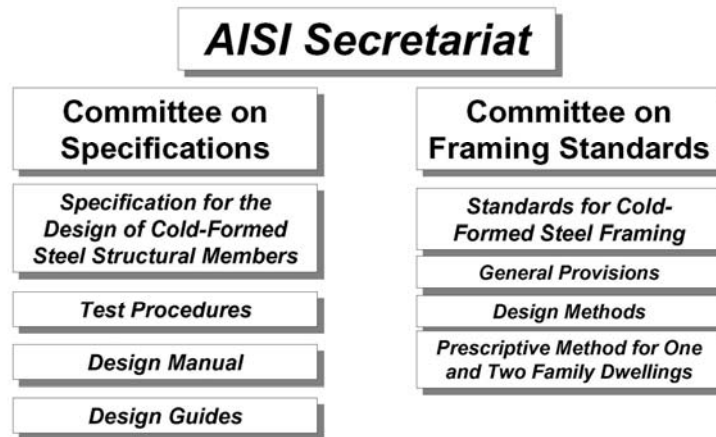 AISI Secretariat
Committee on
Specifications
Specification for the
Design of Cold-Formed
Steel Structural Members
Test Procedures
Design Manual
Design Guides
Committee on
Framing Standards
Standards for Cold-
Formed Steel Framing
General Provisions
Design Methods
Prescriptive Method for One
and Two Family Dwellings